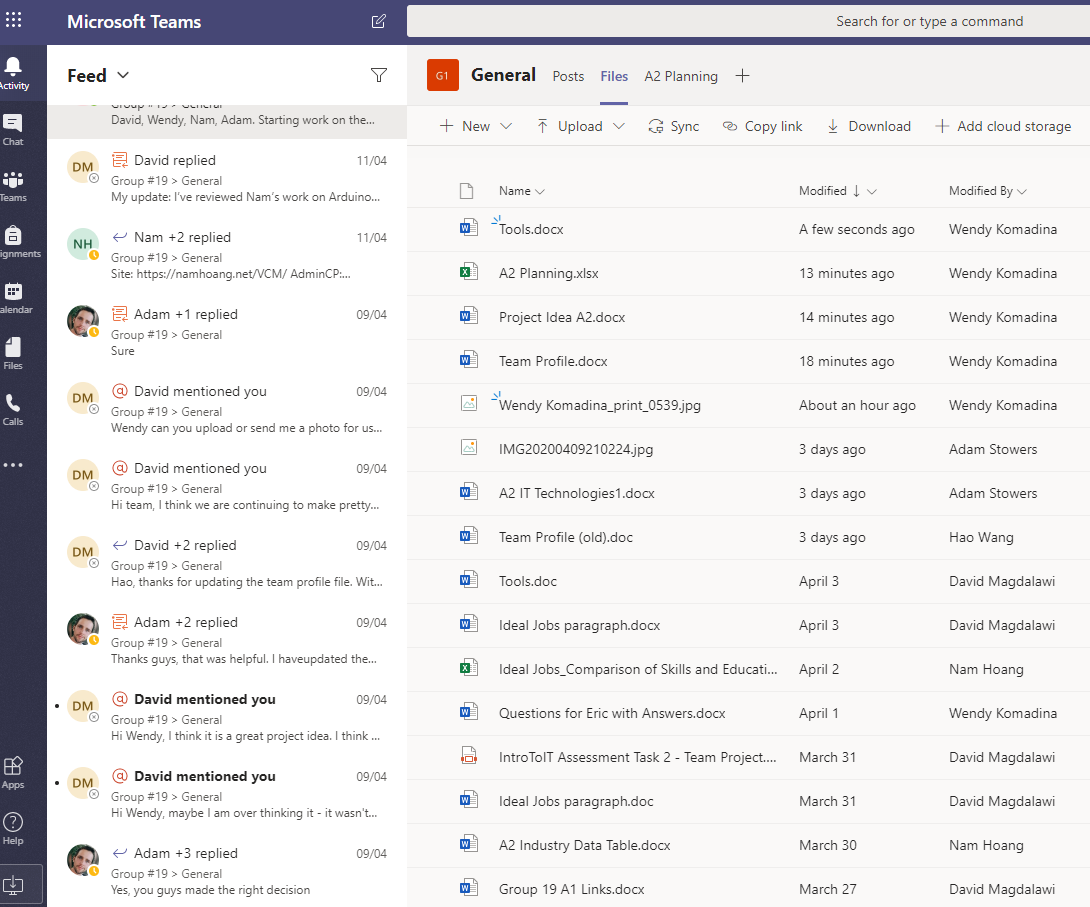 Microsoft Teams
Search for or type a command
Activity
Chat
Teams
ignments
alendar
Files
Calls
Apps
Help
Feed
Group #19 > General
David, Wendy, Nam, Adam. Starting work on the...
DM
David replied 11/04
Group #19 > General
My update: I've reviewed Nam's work on Arduino...
NH
Nam +2 replied 11/04
Group #19 > General
Site: https://namhoang.net/VCM/ AdminCP:...
Adam +1 replied 09/04
Group #19 > General
Sure
DM
David mentioned you 09/04
Group #19 > General
Wendy can you upload or send me a photo for us...
DM
David mentioned you 09/04
Group #19 > General
Hi team, I think we are continuing to make pretty...
DM
David +2 replied 09/04
Group #19 > General
Hao, thanks for updating the team profile file. Wit...
Adam +2 replied 09/04
Group #19 > General
Thanks guys, that was helpful. I haveupdated the...
DM
David mentioned you 09/04
Group #19 > General
Hi Wendy, I think it is a great project idea. I think ...
DM
David mentioned you 09/04
Group #19 > General
Hi Wendy, maybe I am over thinking it - it wasn't...
Adam +3 replied 09/04
Group #19 > General
Yes, you guys made the right decision
G1 General Posts Files A2 Planning
New Upload Sync Copy link Download Add cloud storage
Name Modified Modified By
Tools.docx A few seconds ago Wendy Komadina
A2 Planning.xlsx 13 minutes ago Wendy Komadina
Project Idea A2.docx 14 minutes ago Wendy Komadina
Team Profile.docx 18 minutes ago Wendy Komadina
Wendy Komadina_print_0539.jpg About an hour ago Wendy Komadina
IMG20200409210224.jpg 3 days ago Adam Stowers
A2 IT Technologies1.docx 3 days ago Adam Stowers
Team Profile (old).doc 3 days ago Hao Wang
Tools.doc April 3 David Magdalawi
Ideal Jobs paragraph.docx April 3 David Magdalawi
Ideal Jobs_Comparison of Skills and Educati... April 2 Nam Hoang
Questions for Eric with Answers.docx April 1 Wendy Komadina
IntroToIT Assessment Task 2 - Team Project.... March 31 David Magdalawi
Ideal Jobs paragraph.doc March 31 David Magdalawi
A2 Industry Data Table.docx March 30 Nam Hoang
Group 19 A1 Links.docx March 27 David Magdalawi